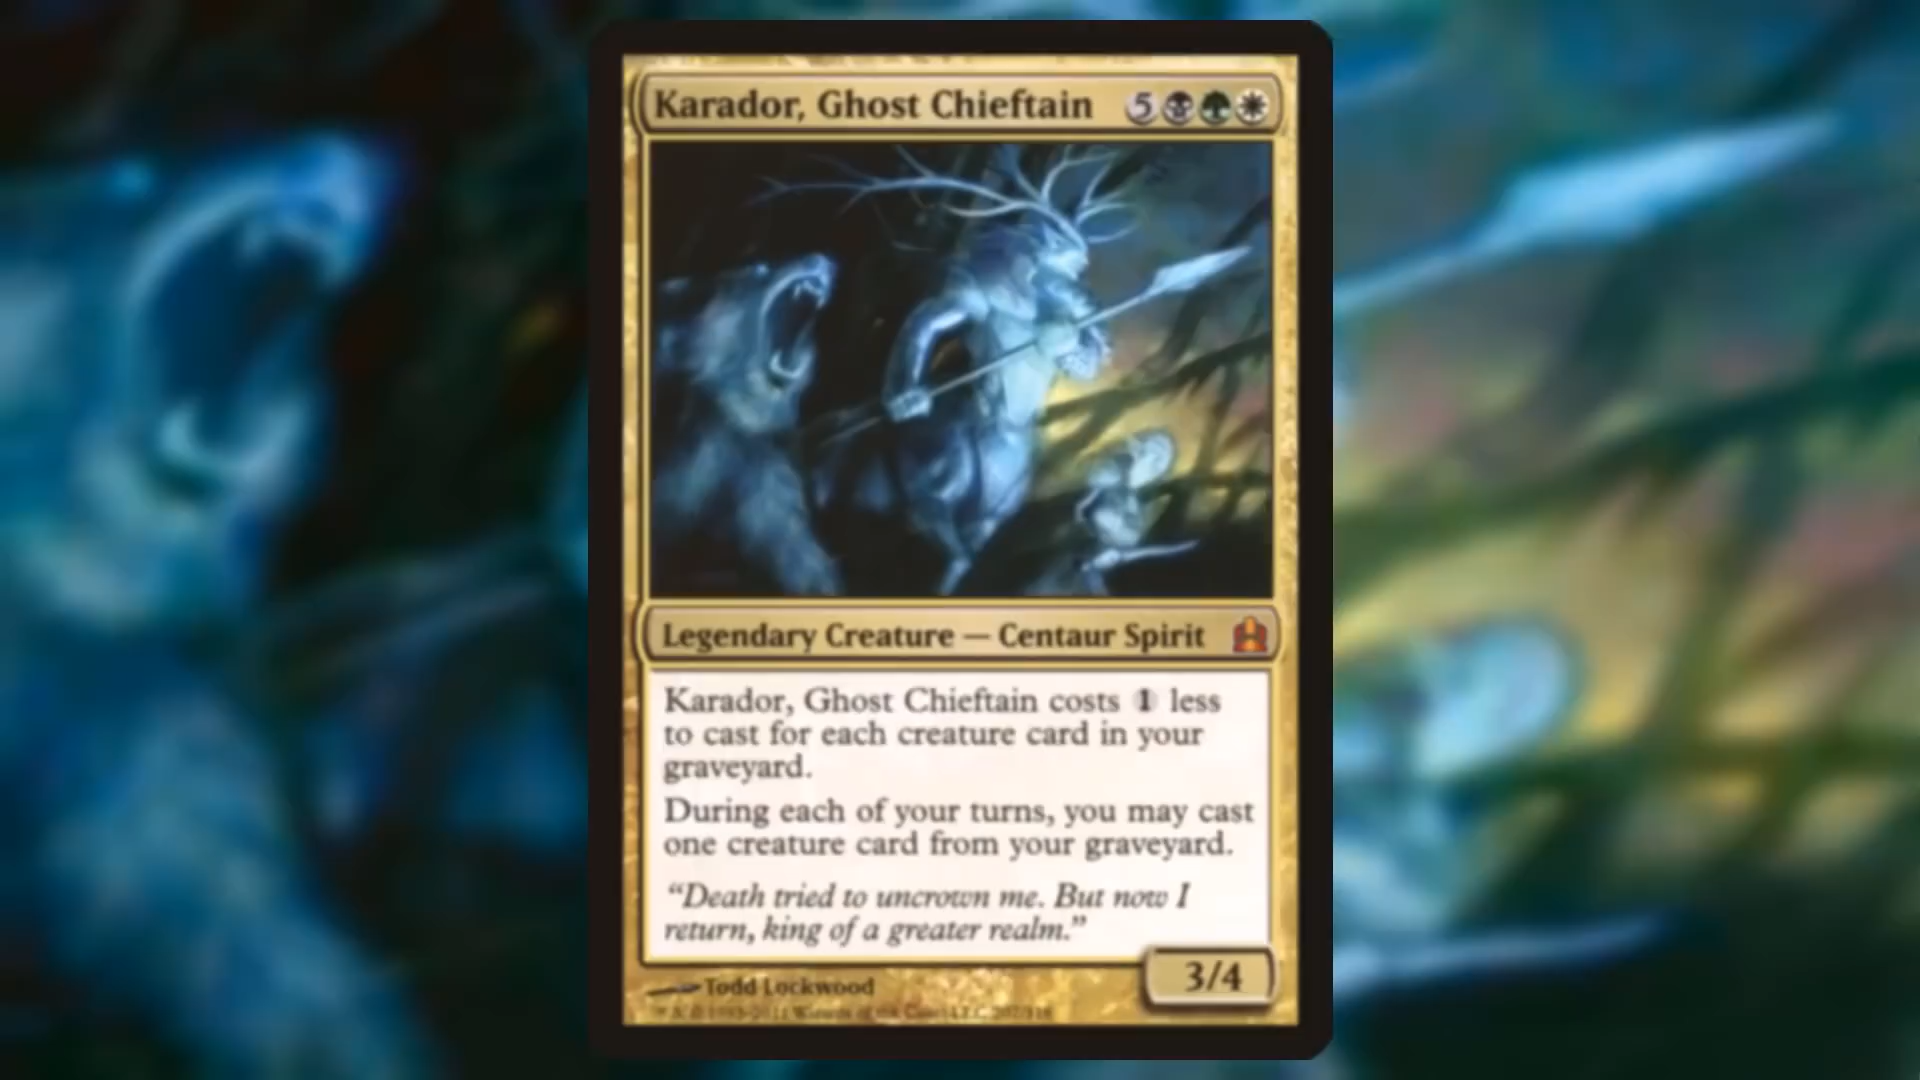 Karador, Ghost Chieftain 5
Legendary Creature — Centaur Spirit
Karador, Ghost Chieftain costs 1 less
to cast for each creature card in your
graveyard.
During each of your turns, you may cast
one creature card from your graveyard.
“Death tried to uncrown me. But now I
return, king of a greater realm.”
3/4
Todd Lockwood